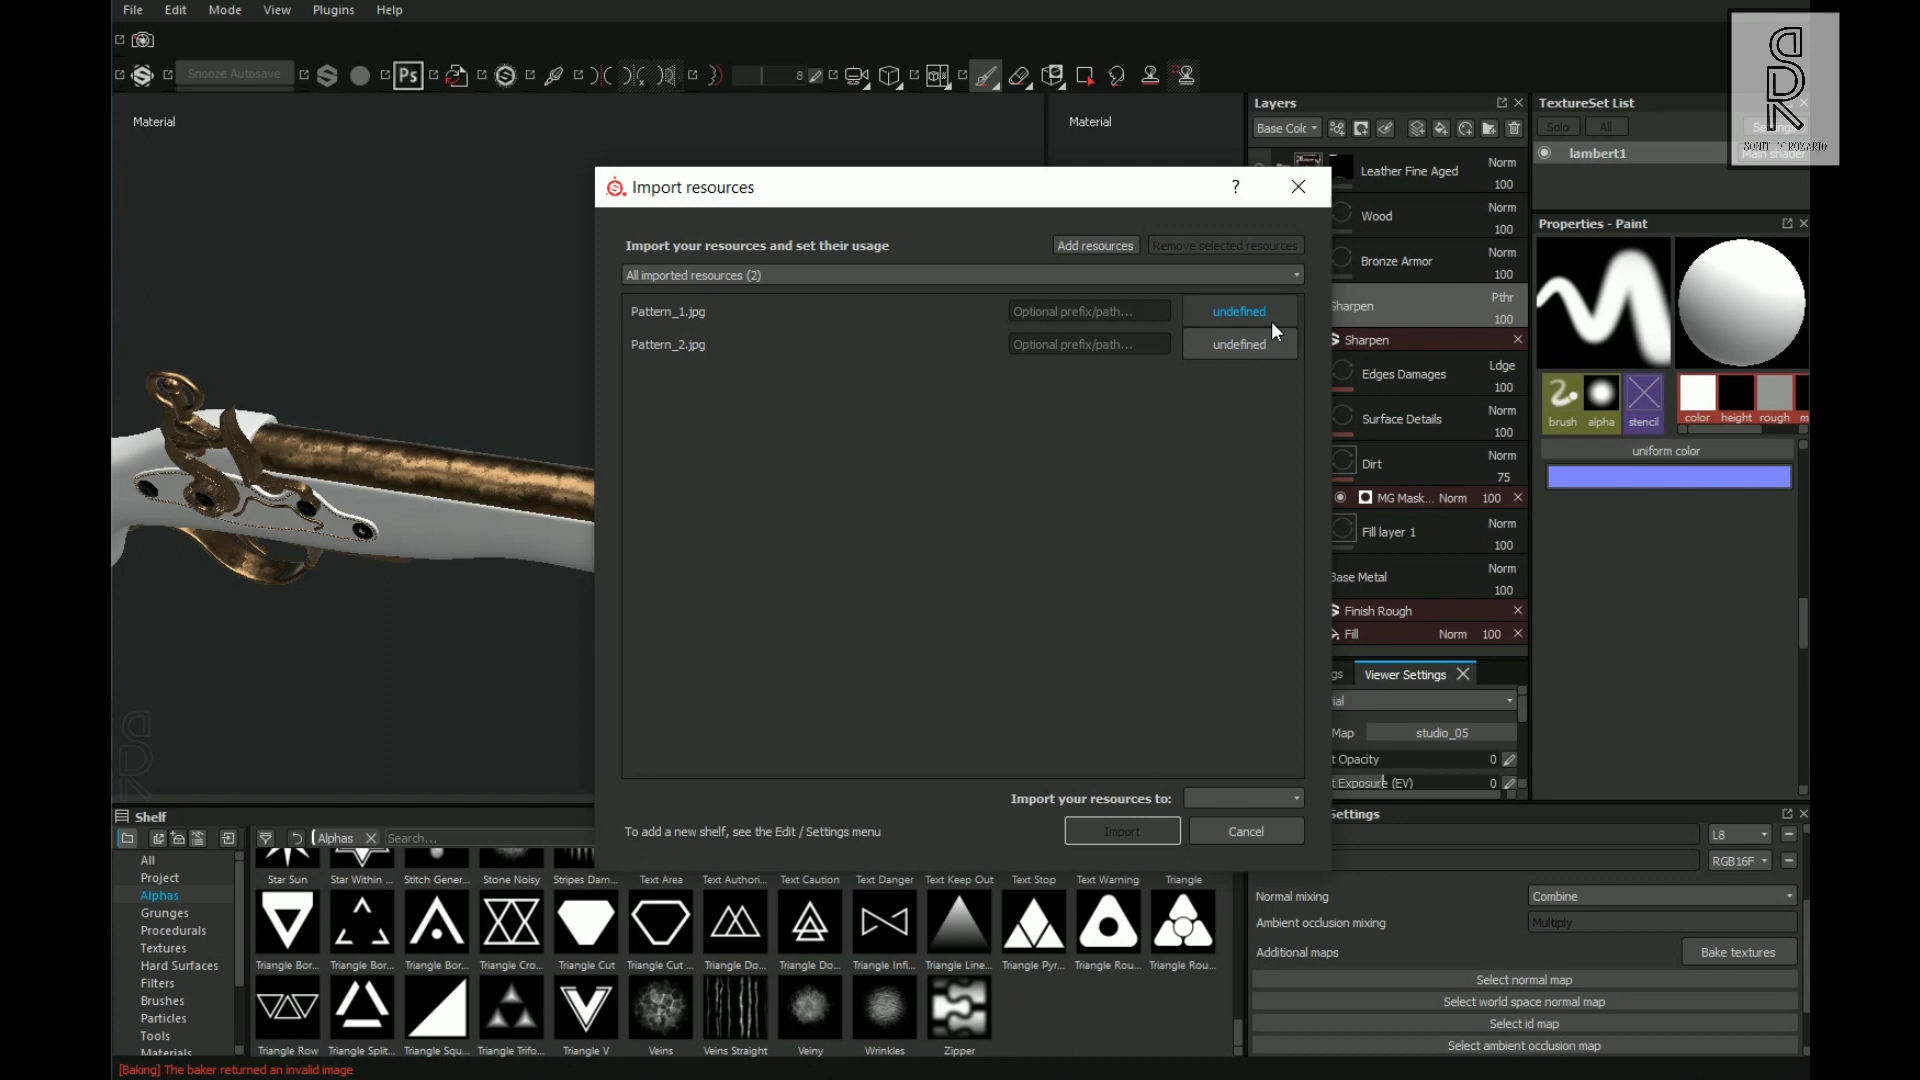 File Edit Mode View Plugins Help
Snooze Autosave
8
Ps
Material
Material
Layers
TextureSet List
Base Colc
Solo
All
lambert1
Leather Fine Aged Norm 100
Wood Norm 100
Bronze Armor Norm 100
Sharpen Pthr 100
Sharpen
Edges Damages Ldge 100
Surface Details Norm 100
Dirt Norm 75
MG Mask... Norm 100
Fill layer 1 Norm 100
Base Metal Norm 100
Finish Rough
Fill Norm 100
Properties - Paint
brush alpha stencil
color height rough m
uniform color
Import resources
?
Import your resources and set their usage
Add resources
Remove selected resources
All imported resources (2)
Pattern_1.jpg Optional prefix/path... undefined
Pattern_2.jpg Optional prefix/path... undefined
Import your resources to:
To add a new shelf, see the Edit / Settings menu
Import
Cancel
gs
Viewer Settings
ial
Map studio_05
t Opacity 0
t Exposure (EV) 0
Settings
L8
RGB16F
Normal mixing Combine
Ambient occlusion mixing Multiply
Additional maps Bake textures
Select normal map
Select world space normal map
Select id map
Select ambient occlusion map
Shelf
Alphas
Search...
All
Project
Alphas
Grunges
Procedurals
Textures
Hard Surfaces
Filters
Brushes
Particles
Tools
Materials
Star Sun Star Within ... Stitch Gener... Stone Noisy Stripes Dam... Text Area Text Authori... Text Caution Text Danger Text Keep Out Text Stop Text Warning Triangle
Triangle Bor... Triangle Bor... Triangle Bor... Triangle Cro... Triangle Cut Triangle Cut ... Triangle Do... Triangle Do... Triangle Infi... Triangle Line... Triangle Pyr... Triangle Rou... Triangle Rou...
Triangle Row Triangle Split... Triangle Squ... Triangle Trifo... Triangle V Veins Veins Straight Veiny Wrinkles Zipper
[Baking] The baker returned an invalid image